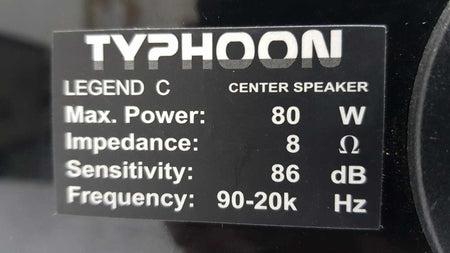 TYPHOON
LEGEND C CENTER SPEAKER
Max. Power: 80 W
Impedance: 8 Ω
Sensitivity: 86 dB
Frequency: 90-20k Hz